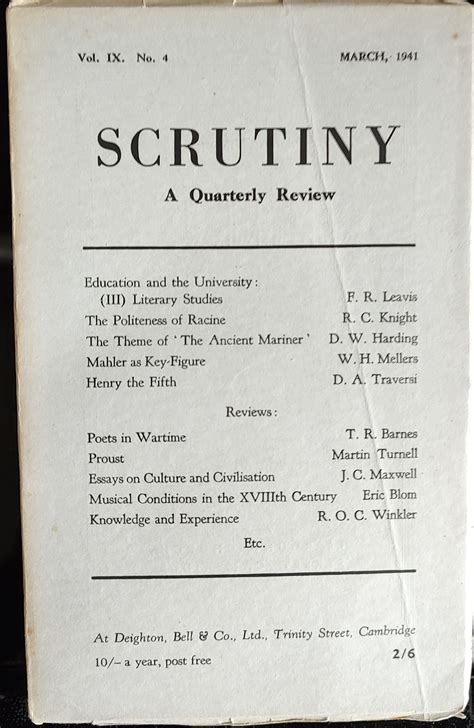 Vol. IX. No. 4 MARCH, 1941
SCRUTINY
A Quarterly Review
Education and the University:
(III) Literary Studies F. R. Leavis
The Politeness of Racine R. C. Knight
The Theme of ' The Ancient Mariner ' D. W. Harding
Mahler as Key-Figure W. H. Mellers
Henry the Fifth D. A. Traversi
Reviews:
Poets in Wartime T. R. Barnes
Proust Martin Turnell
Essays on Culture and Civilisation J. C. Maxwell
Musical Conditions in the XVIIIth Century Eric Blom
Knowledge and Experience R. O. C. Winkler
Etc.
At Deighton, Bell & Co., Ltd., Trinity Street, Cambridge
10/– a year, post free 2/6